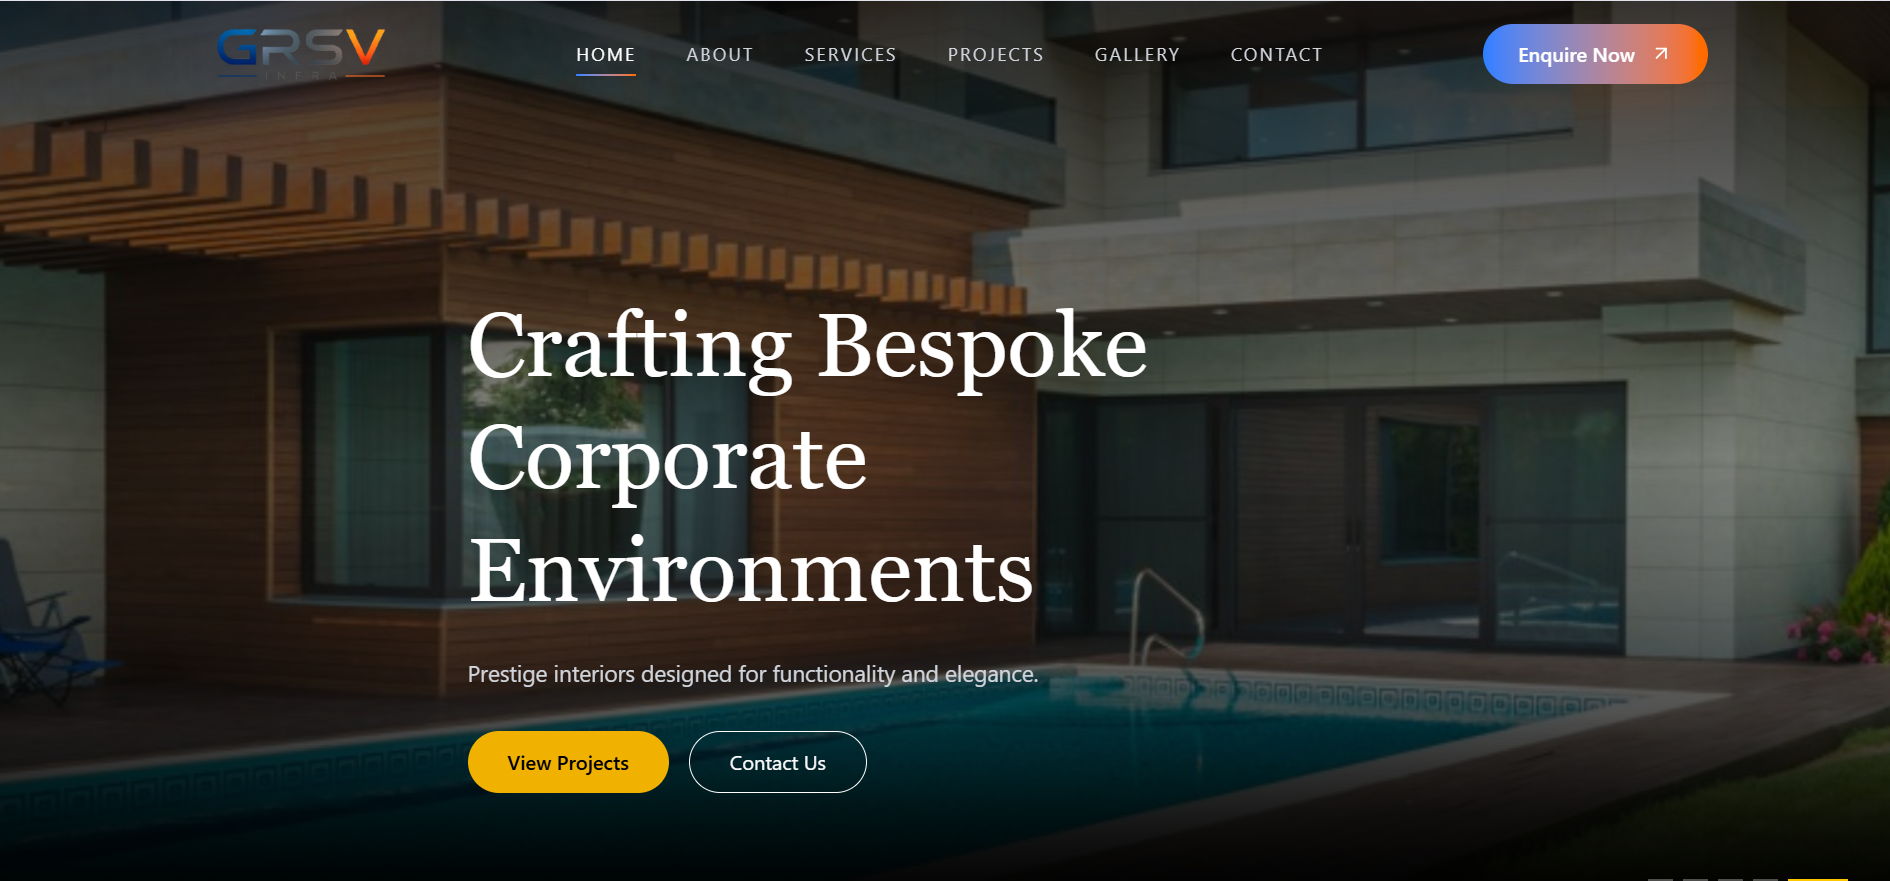 GRSV
INFRA
HOME
ABOUT
SERVICES
PROJECTS
GALLERY
CONTACT
Enquire Now
Crafting Bespoke
Corporate
Environments
Prestige interiors designed for functionality and elegance.
View Projects
Contact Us